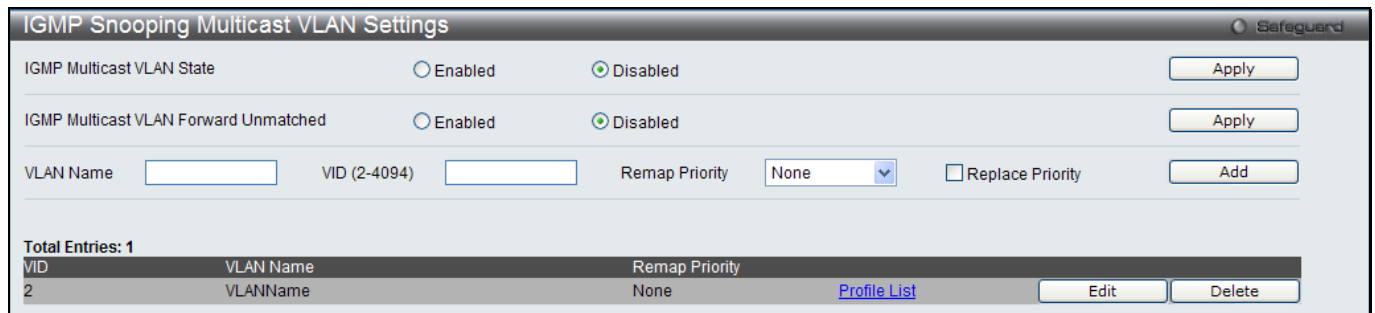 IGMP Snooping Multicast VLAN Settings Safeguard
IGMP Multicast VLAN State Enabled Disabled Apply
IGMP Multicast VLAN Forward Unmatched Enabled Disabled Apply
VLAN Name VID (2-4094) Remap Priority None Replace Priority Add
Total Entries: 1
VID VLAN Name Remap Priority
2 VLANName None Profile List Edit Delete